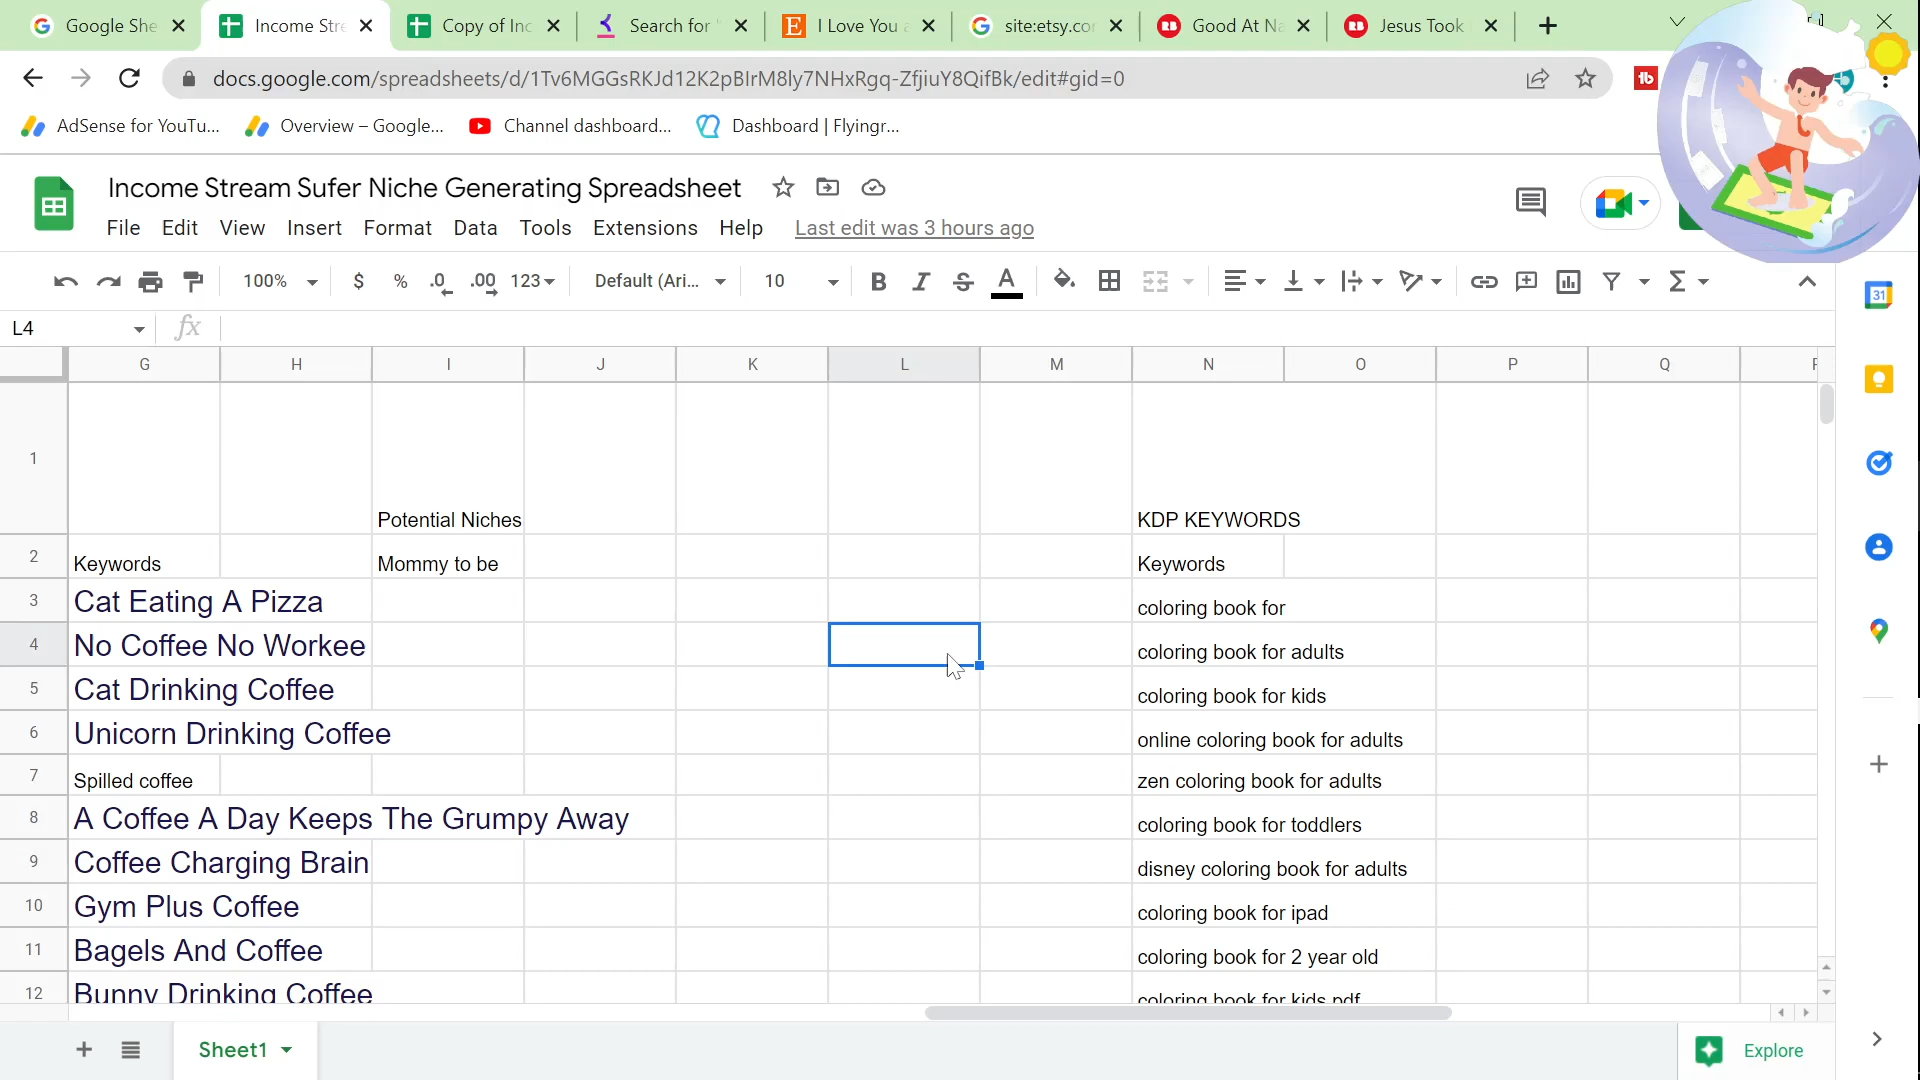 Google She
Income Stre
Copy of Inc
Search for
I Love You a
site:etsy.cor
Good At Na
Jesus Took
docs.google.com/spreadsheets/d/1Tv6MGGsRKJd12K2pBIrM8ly7NHxRgq-ZfjiuY8QifBk/edit#gid=0
AdSense for YouTu...
Overview – Google...
Channel dashboard...
Dashboard | Flyingr...
Income Stream Sufer Niche Generating Spreadsheet
File Edit View Insert Format Data Tools Extensions Help Last edit was 3 hours ago
100% $ % .0 .00 123 Default (Ari... 10 B I S A
31
L4 fx
G H I J K L M N O P Q
1 Potential Niches KDP KEYWORDS
2 Keywords Mommy to be Keywords
3 Cat Eating A Pizza coloring book for
4 No Coffee No Workee coloring book for adults
5 Cat Drinking Coffee coloring book for kids
6 Unicorn Drinking Coffee online coloring book for adults
7 Spilled coffee zen coloring book for adults
8 A Coffee A Day Keeps The Grumpy Away coloring book for toddlers
9 Coffee Charging Brain disney coloring book for adults
10 Gym Plus Coffee coloring book for ipad
11 Bagels And Coffee coloring book for 2 year old
12 Bunny Drinking Coffee coloring book for kids pdf
Sheet1
Explore